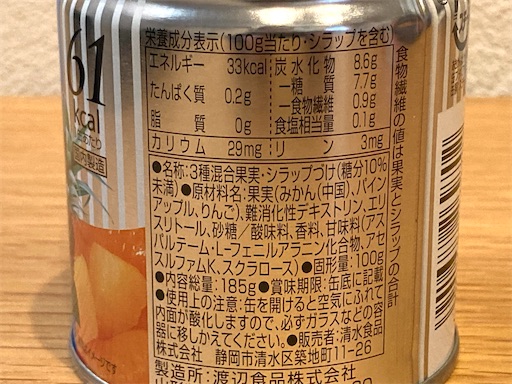 61
kcal
栄養成分表示(100g当たり・シラップを含む)
エネルギー 33kcal 炭水化物 8.6g
たんぱく質 0.2g ー糖質 7.7g
ー食物繊維 0.9g
脂質 0g 食塩相当量 0.1g
カリウム 29mg リン 3mg
食物繊維の値は果実とシラップの合計
●名称:3種混合果実・シラップづけ(糖分10%
未満)●原材料名:果実(みかん(中国)、パイン
アップル、りんご)、難消化性デキストリン、エリ
スリトール、砂糖/酸味料、香料、甘味料(アス
パルテーム・L-フェニルアラニン化合物、アセ
スルファムK、スクラロース)●固形量:100g
●内容総量:185g●賞味期限:缶底に記載
●使用上の注意:缶を開けると空気にふれて
内面が酸化しますので、必ずガラスなどの容
器に移しかえてください。●販売者:清水食品
株式会社 静岡市清水区築地町11-26
製造所:渡辺食品株式会社